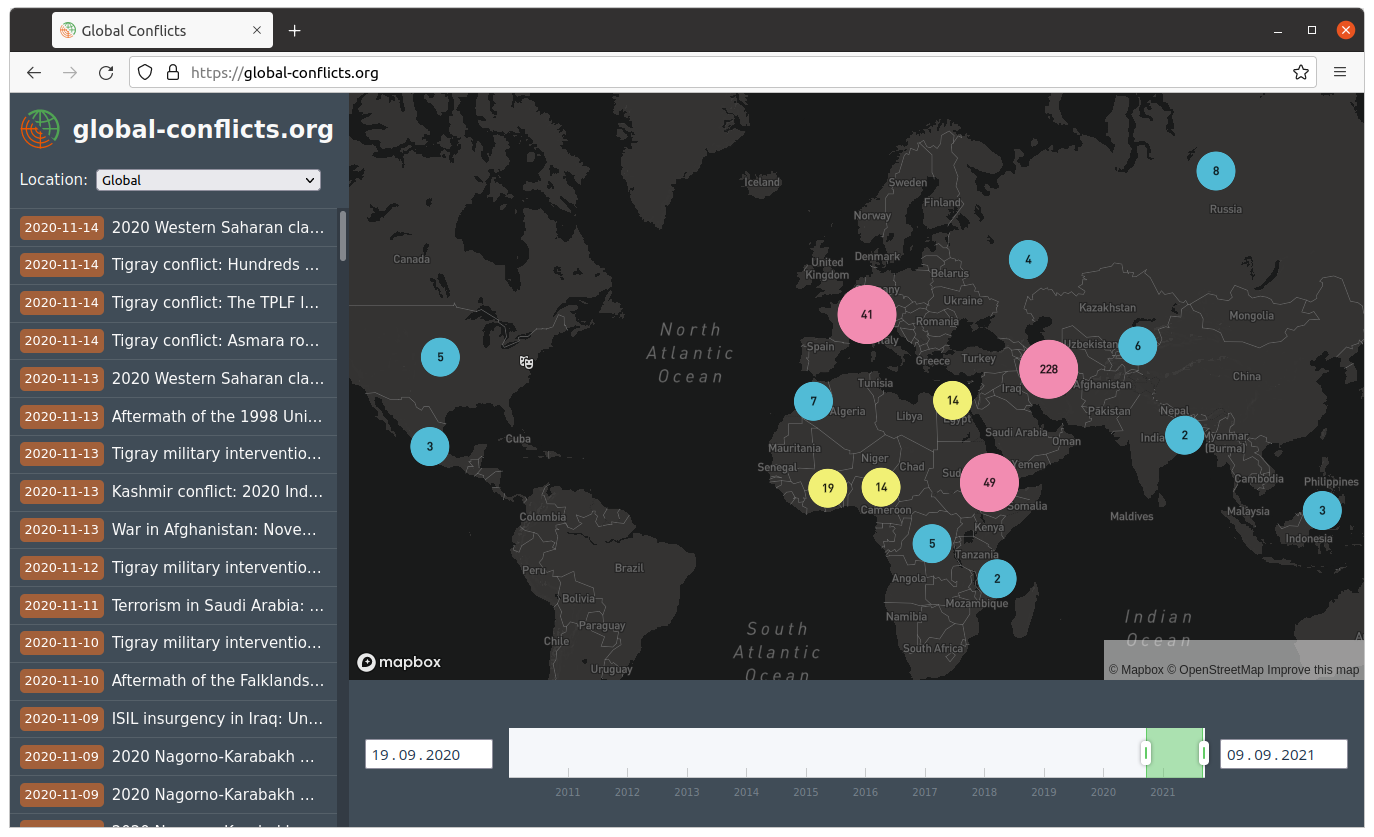 Global Conflicts
https://global-conflicts.org
global-conflicts.org
Location: Global
2020-11-14 2020 Western Saharan cla...
2020-11-14 Tigray conflict: Hundreds ...
2020-11-14 Tigray conflict: The TPLF l...
2020-11-14 Tigray conflict: Asmara ro...
2020-11-13 2020 Western Saharan cla...
2020-11-13 Aftermath of the 1998 Uni...
2020-11-13 Tigray military interventio...
2020-11-13 Kashmir conflict: 2020 Ind...
2020-11-13 War in Afghanistan: Nove...
2020-11-12 Tigray military interventio...
2020-11-11 Terrorism in Saudi Arabia: ...
2020-11-10 Tigray military interventio...
2020-11-10 Aftermath of the Falklands...
2020-11-09 ISIL insurgency in Iraq: Un...
2020-11-09 2020 Nagorno-Karabakh ...
2020-11-09 2020 Nagorno-Karabakh ...
8
Iceland
Sweden
Russia
Finland
Norway
Canada
United
Kingdom
Denmark
4
Belarus
Ukraine
41
Kazakhstan
Mongolia
Romania
North
Atlantic
Ocean
Spain
Italy
Uzbekistan
6
5
Greece
Turkey
228
China
Tunisia
Iraq
Afghanistan
7
Algeria
Libya
14
Egypt
Pakistan
Nepal
3
Cuba
Saudi Arabia
Oman
India
2
Myanmar
(Burma)
Mauritania
Niger
Chad
Yemen
Senegal
19
14
49
Cambodia
Philippines
Cameroon
Somalia
Maldives
Malaysia
3
Colombia
Kenya
Indonesia
5
Tanzania
Peru
Brazil
Angola
2
Bolivia
Mozambique
Namibia
Indian
Ocean
Paraguay
South
Atlantic
Ocean
Chile
South Africa
Uruguay
mapbox
© Mapbox © OpenStreetMap Improve this map
19.09.2020
09.09.2021
2011 2012 2013 2014 2015 2016 2017 2018 2019 2020 2021